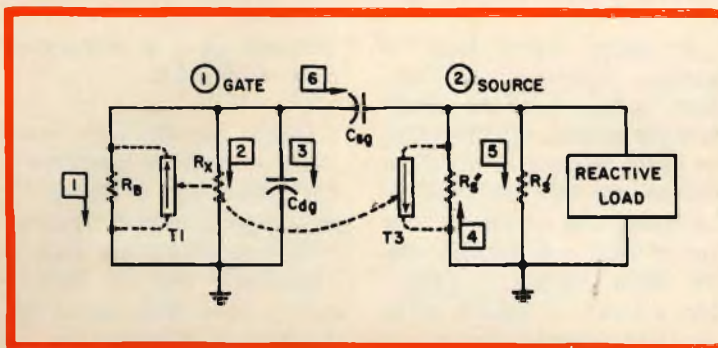 1 GATE
6
2 SOURCE
Csg
1
RB
T1
RX
2
3
Cdg
T3
RS"
4
5
RS'
REACTIVE
LOAD